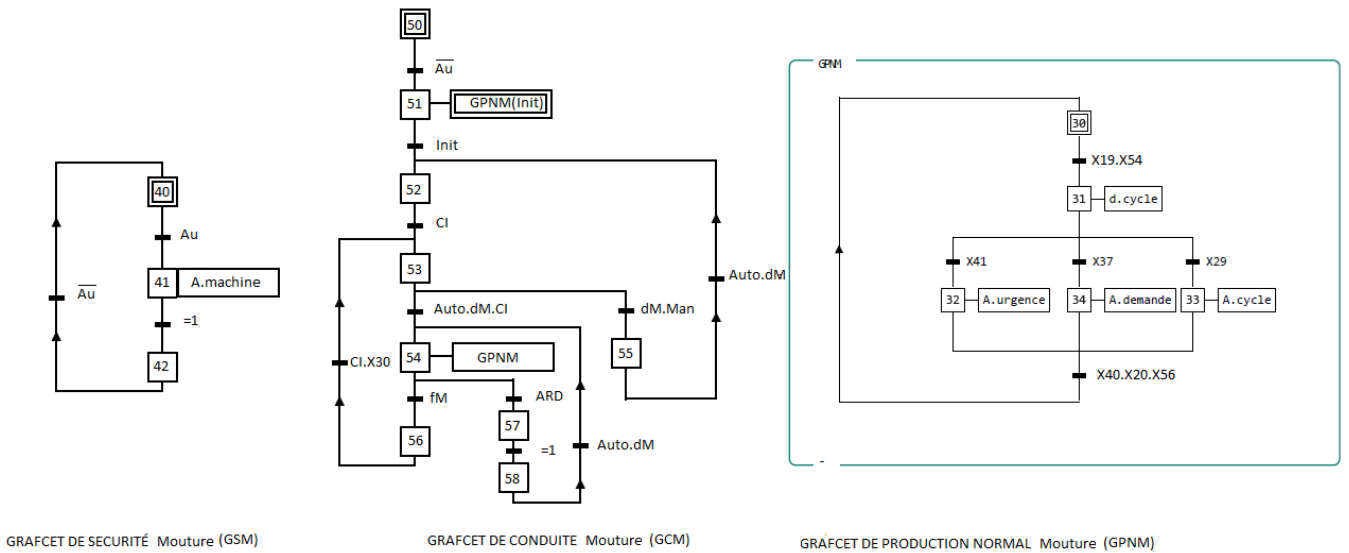 40
Au
41 A.machine
=1
42
Au
GRAFCET DE SECURITÉ Mouture (GSM)
50
Au
51 GPNM(Init)
Init
52
CI
53
Auto.dM.CI
dM.Man
Auto.dM
54 GPNM
55
CI.X30
fM
ARD
56
57
=1
58
Auto.dM
GRAFCET DE CONDUITE Mouture (GCM)
GPNM
30
X19.X54
31 d.cycle
X41
X37
X29
32 A.urgence
34 A.demande
33 A.cycle
X40.X20.X56
GRAFCET DE PRODUCTION NORMAL Mouture (GPNM)